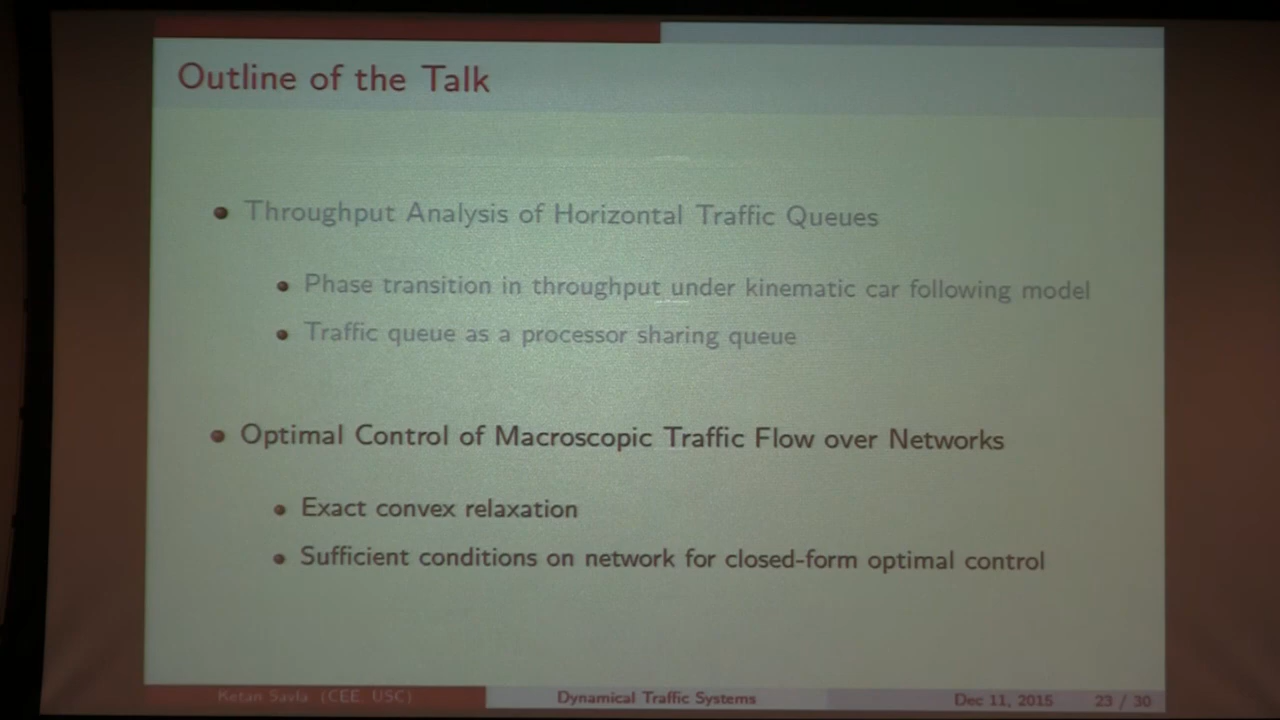 Outline of the Talk
Throughput Analysis of Horizontal Traffic Queues
Phase transition in throughput under kinematic car following model
Traffic queue as a processor sharing queue
Optimal Control of Macroscopic Traffic Flow over Networks
Exact convex relaxation
Sufficient conditions on network for closed-form optimal control
Ketan Savla (CEE, USC) Dynamical Traffic Systems Dec 11, 2015 23 / 30